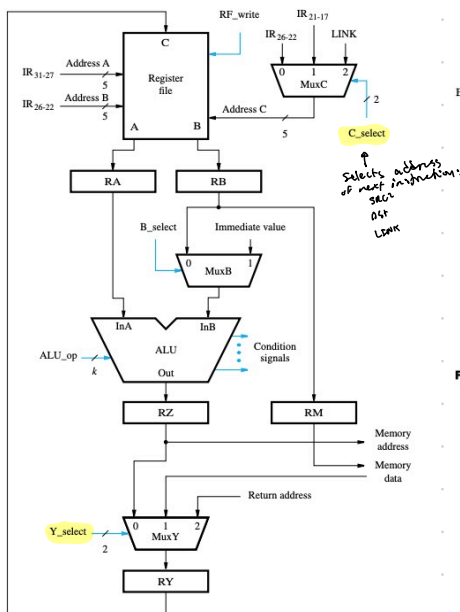 RF_write
IR21-17
IR26-22
LINK
C
IR31-27
Address A
5
Register
file
0
1
2
MuxC
IR26-22
Address B
5
Address C
5
2
A
B
C_select
Selects address
of next instruction:
SRC2
DST
LINK
RA
RB
B_select
Immediate value
0
1
MuxB
InA
InB
ALU_op
k
ALU
Condition
signals
Out
RZ
RM
Memory
address
Memory
data
Return address
0
1
2
Y_select
2
MuxY
RY